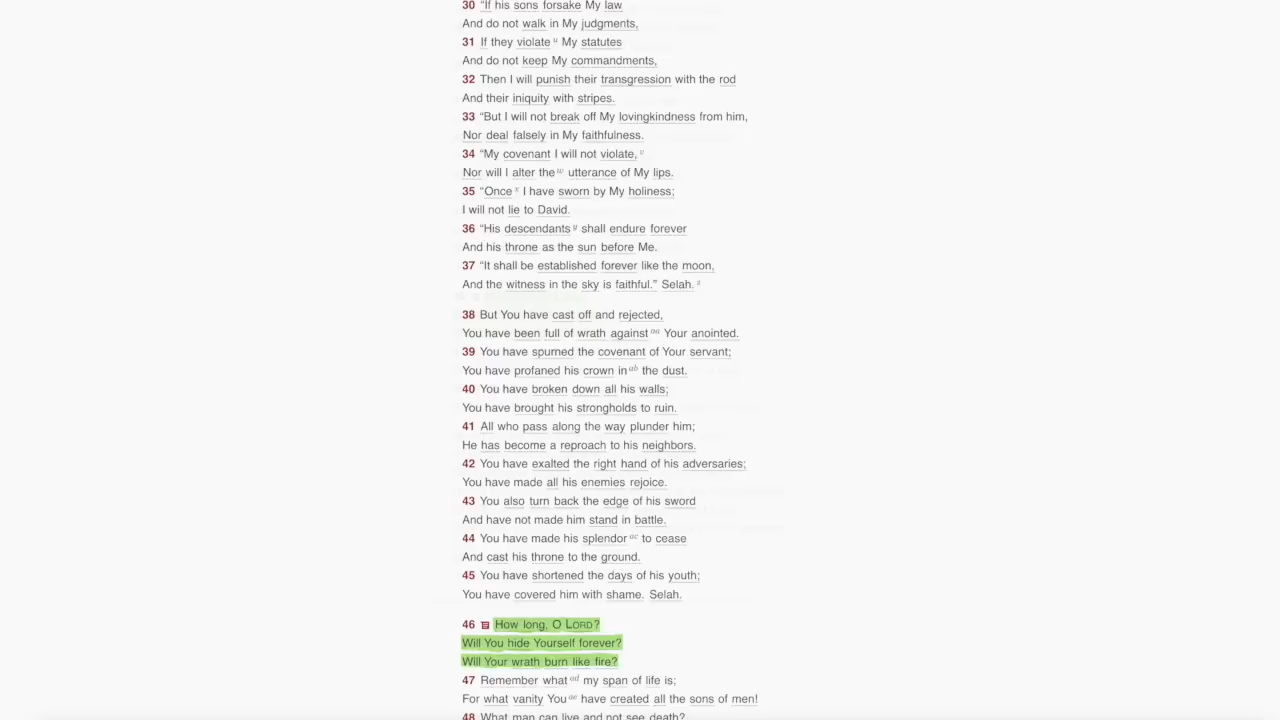 30 “If his sons forsake My law
And do not walk in My judgments,
31 If they violate u My statutes
And do not keep My commandments,
32 Then I will punish their transgression with the rod
And their iniquity with stripes.
33 “But I will not break off My lovingkindness from him,
Nor deal falsely in My faithfulness.
34 “My covenant I will not violate, v
Nor will I alter the w utterance of My lips.
35 “Once x I have sworn by My holiness;
I will not lie to David.
36 “His descendants y shall endure forever
And his throne as the sun before Me.
37 “It shall be established forever like the moon,
And the witness in the sky is faithful.” Selah. z
38 But You have cast off and rejected,
You have been full of wrath against aa Your anointed.
39 You have spurned the covenant of Your servant;
You have profaned his crown in ab the dust.
40 You have broken down all his walls;
You have brought his strongholds to ruin.
41 All who pass along the way plunder him;
He has become a reproach to his neighbors.
42 You have exalted the right hand of his adversaries;
You have made all his enemies rejoice.
43 You also turn back the edge of his sword
And have not made him stand in battle.
44 You have made his splendor ac to cease
And cast his throne to the ground.
45 You have shortened the days of his youth;
You have covered him with shame. Selah.
46 How long, O LORD?
Will You hide Yourself forever?
Will Your wrath burn like fire?
47 Remember what ad my span of life is;
For what vanity You ae have created all the sons of men!
48 What man can live and not see death?